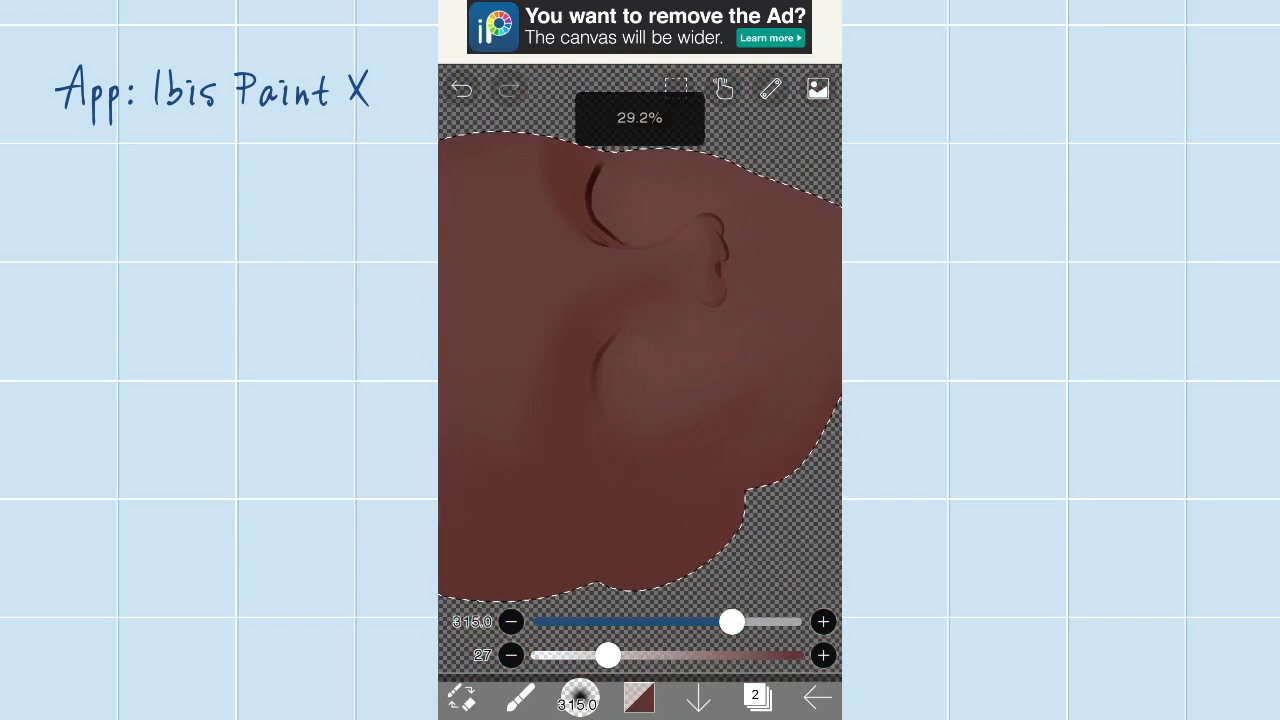 You want to remove the Ad?
iP
The canvas will be wider.
Learn more
App: Ibis Paint X
29.2%
315.0
27
315.0
2